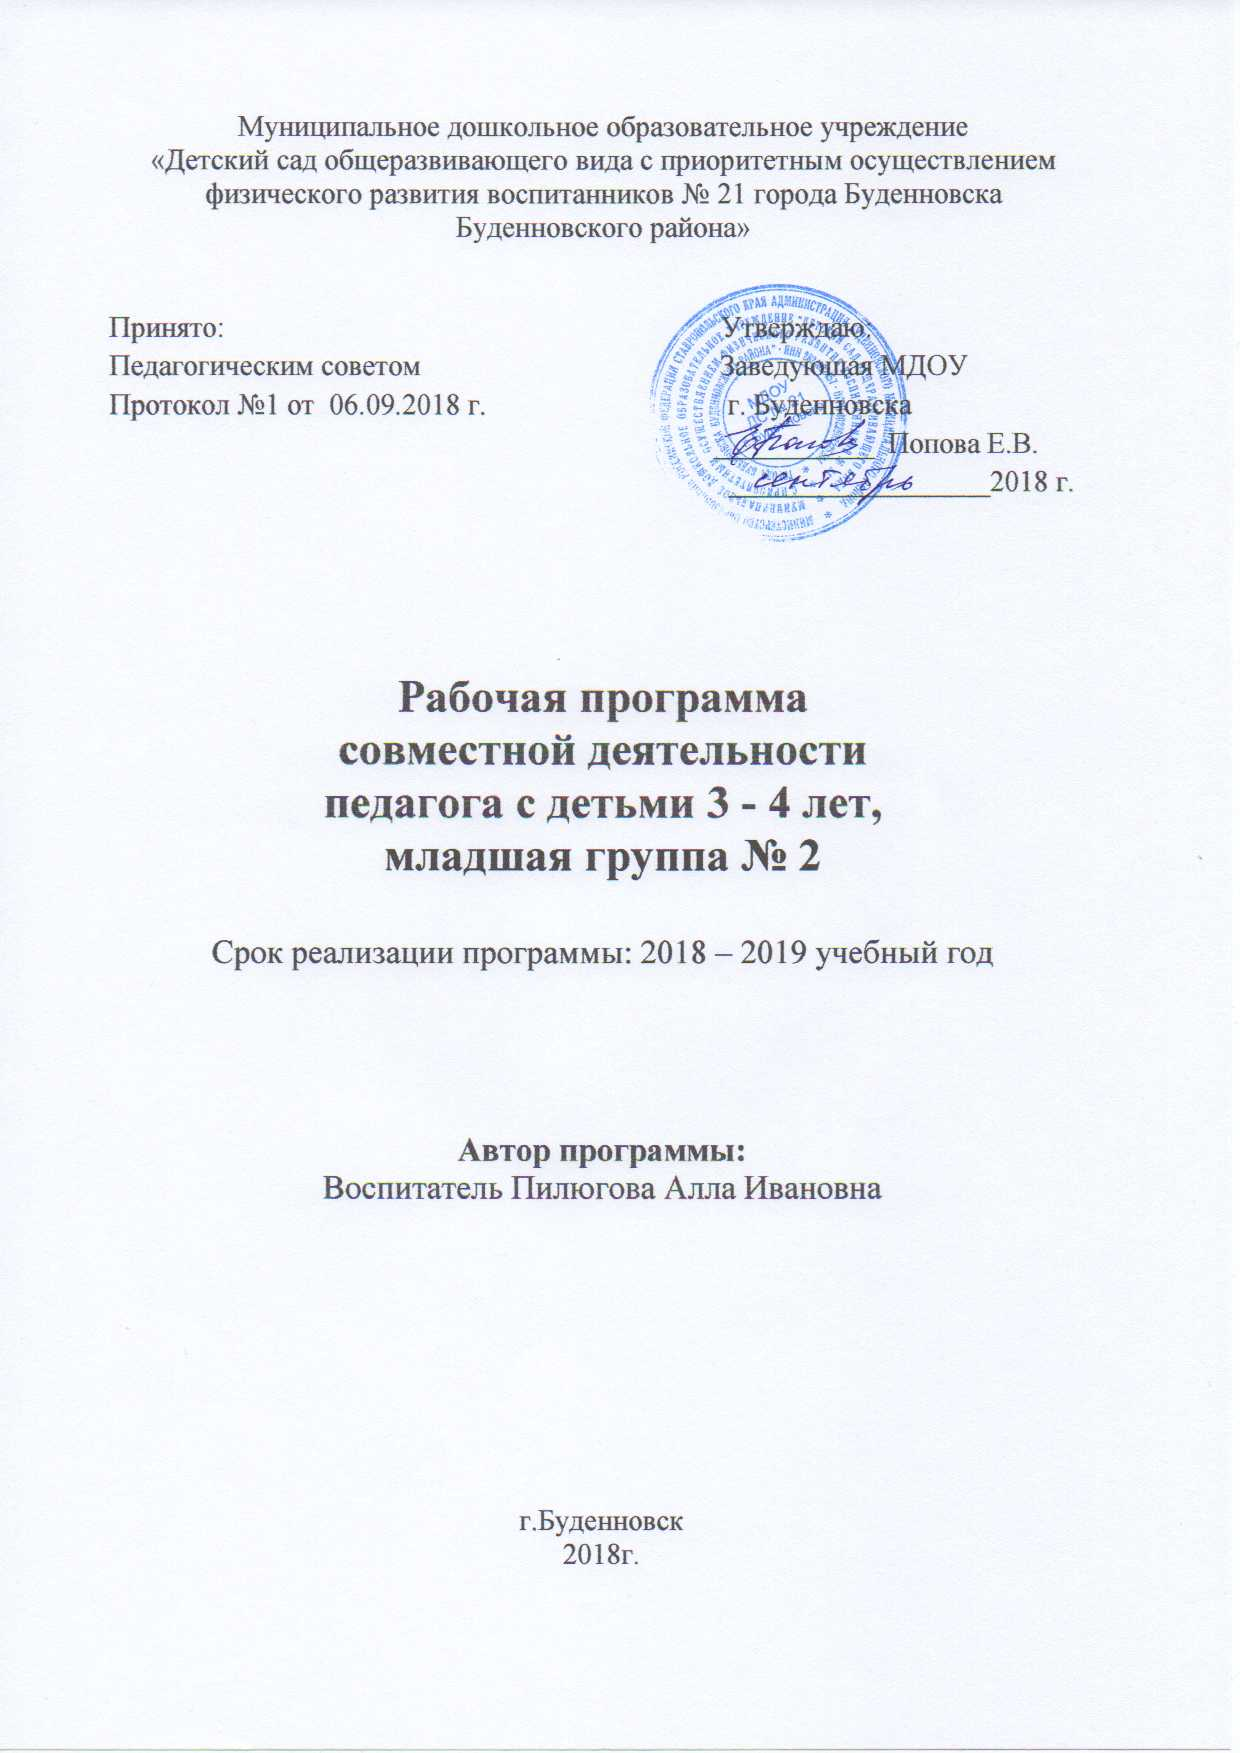 Муниципальное дошкольное образовательное учреждение
«Детский сад общеразвивающего вида с приоритетным осуществлением
физического развития воспитанников № 21 города Буденновска
Буденновского района»
Принято:
Педагогическим советом
Протокол №1 от 06.09.2018 г.
Утверждаю:
Заведующая МДОУ
г. Буденновска
Попова Е.В.
сентябрь 2018 г.
МДОУ
Рабочая программа
совместной деятельности
педагога с детьми 3 - 4 лет,
младшая группа № 2
Срок реализации программы: 2018 – 2019 учебный год
Автор программы:
Воспитатель Пилюгова Алла Ивановна
г.Буденновск
2018г.